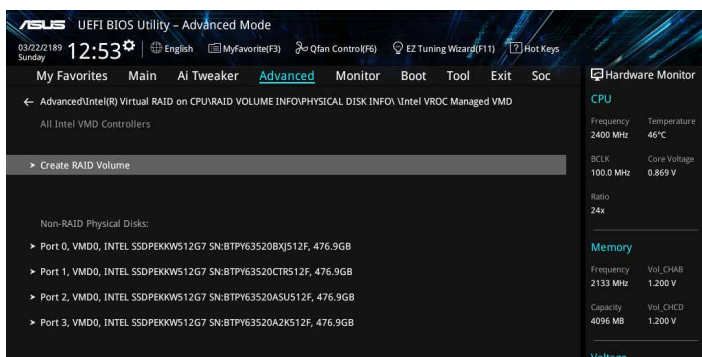 ASUS UEFI BIOS Utility – Advanced Mode
03/22/2189
Sunday
12:53
English
MyFavorite(F3)
Qfan Control(F6)
EZ Tuning Wizard(F11)
? Hot Keys
My Favorites Main Ai Tweaker Advanced Monitor Boot Tool Exit Soc
← Advanced\Intel(R) Virtual RAID on CPU\RAID VOLUME INFO\PHYSICAL DISK INFO\ \Intel VROC Managed VMD
All Intel VMD Controllers
> Create RAID Volume
Non-RAID Physical Disks:
> Port 0, VMD0, INTEL SSDPEKKW512G7 SN:BTPY63520BXJ512F, 476.9GB
> Port 1, VMD0, INTEL SSDPEKKW512G7 SN:BTPY63520CTR512F, 476.9GB
> Port 2, VMD0, INTEL SSDPEKKW512G7 SN:BTPY63520ASU512F, 476.9GB
> Port 3, VMD0, INTEL SSDPEKKW512G7 SN:BTPY63520A2K512F, 476.9GB
Hardware Monitor
CPU
Frequency Temperature
2400 MHz 46°C
BCLK Core Voltage
100.0 MHz 0.869 V
Ratio
24x
Memory
Frequency Vol_CHAB
2133 MHz 1.200 V
Capacity Vol_CHCD
4096 MB 1.200 V
Voltage